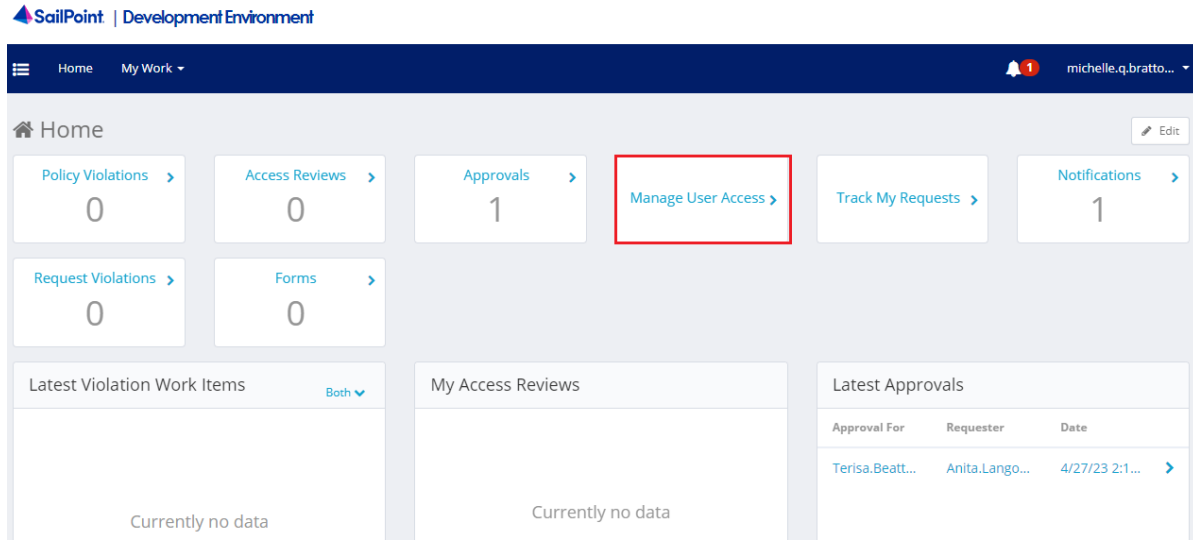 SailPoint. | Development Environment
Home My Work
1 michelle.q.bratto...
Home
Edit
Policy Violations
0
Access Reviews
0
Approvals
1
Manage User Access
Track My Requests
Notifications
1
Request Violations
0
Forms
0
Latest Violation Work Items
Both
Currently no data
My Access Reviews
Currently no data
Latest Approvals
Approval For Requester Date
Terisa.Beatt... Anita.Lango... 4/27/23 2:1...